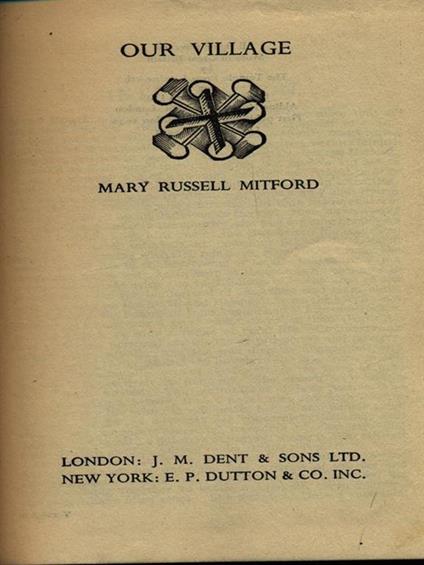 OUR VILLAGE
MARY RUSSELL MITFORD
LONDON: J. M. DENT & SONS LTD.
NEW YORK: E. P. DUTTON & CO. INC.